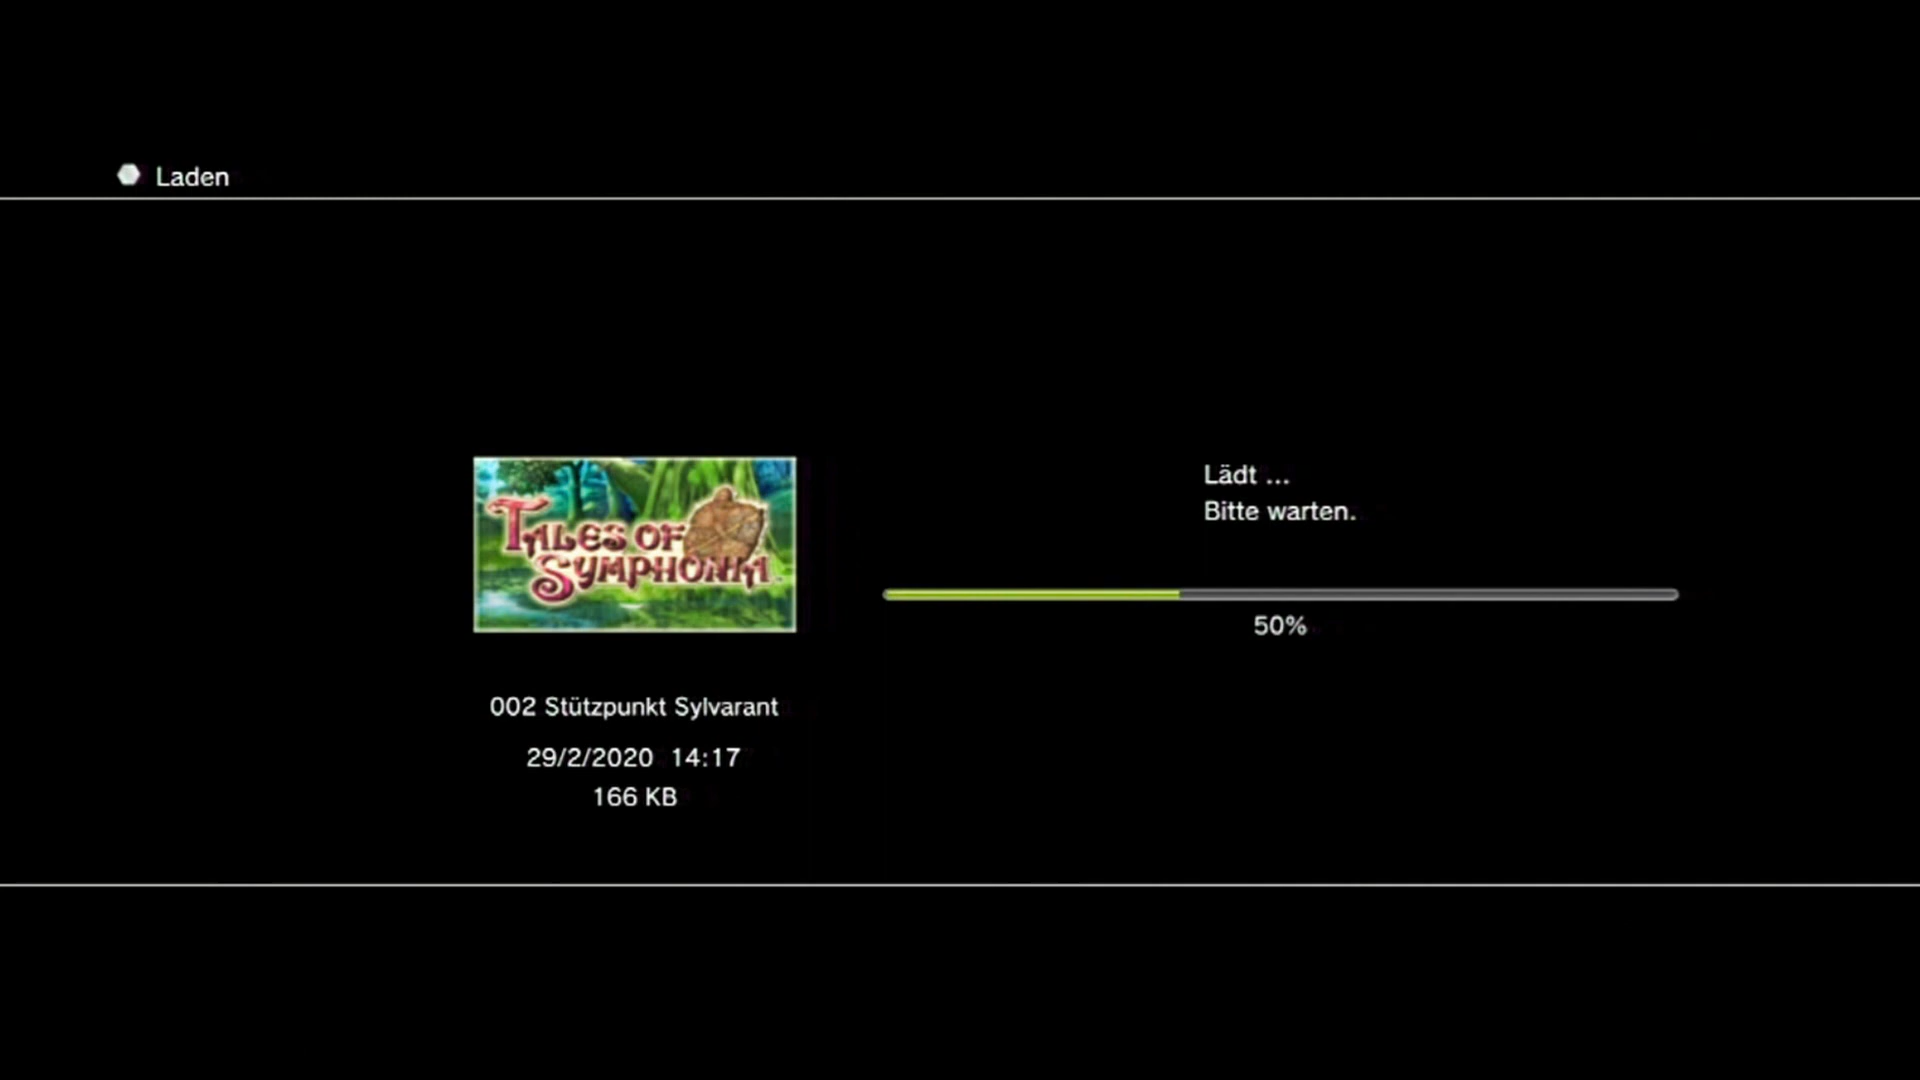 Laden
TALES OF
SYMPHONIA
Lädt ...
Bitte warten.
50%
002 Stützpunkt Sylvarant
29/2/2020 14:17
166 KB